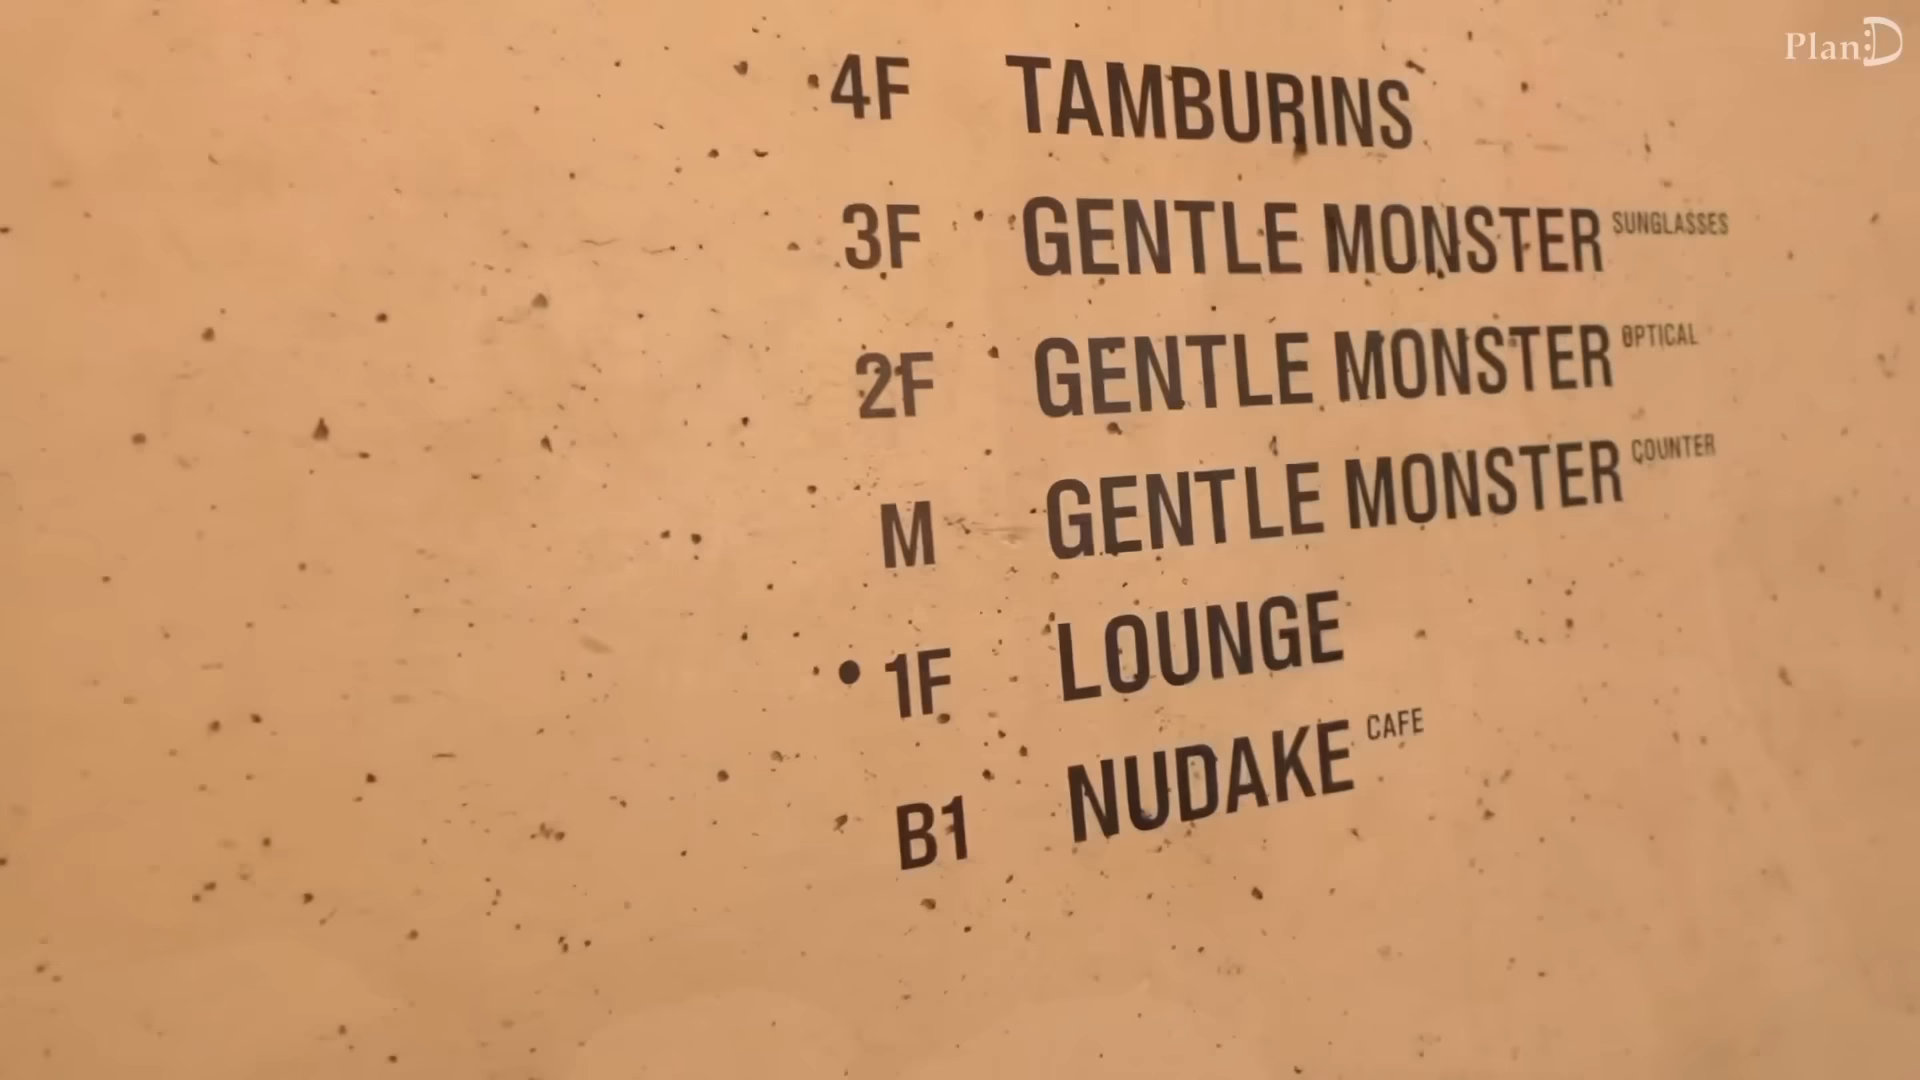 Plan:D
4F TAMBURINS
3F GENTLE MONSTER SUNGLASSES
2F GENTLE MONSTER OPTICAL
M GENTLE MONSTER COUNTER
• 1F LOUNGE
B1 NUDAKE CAFE